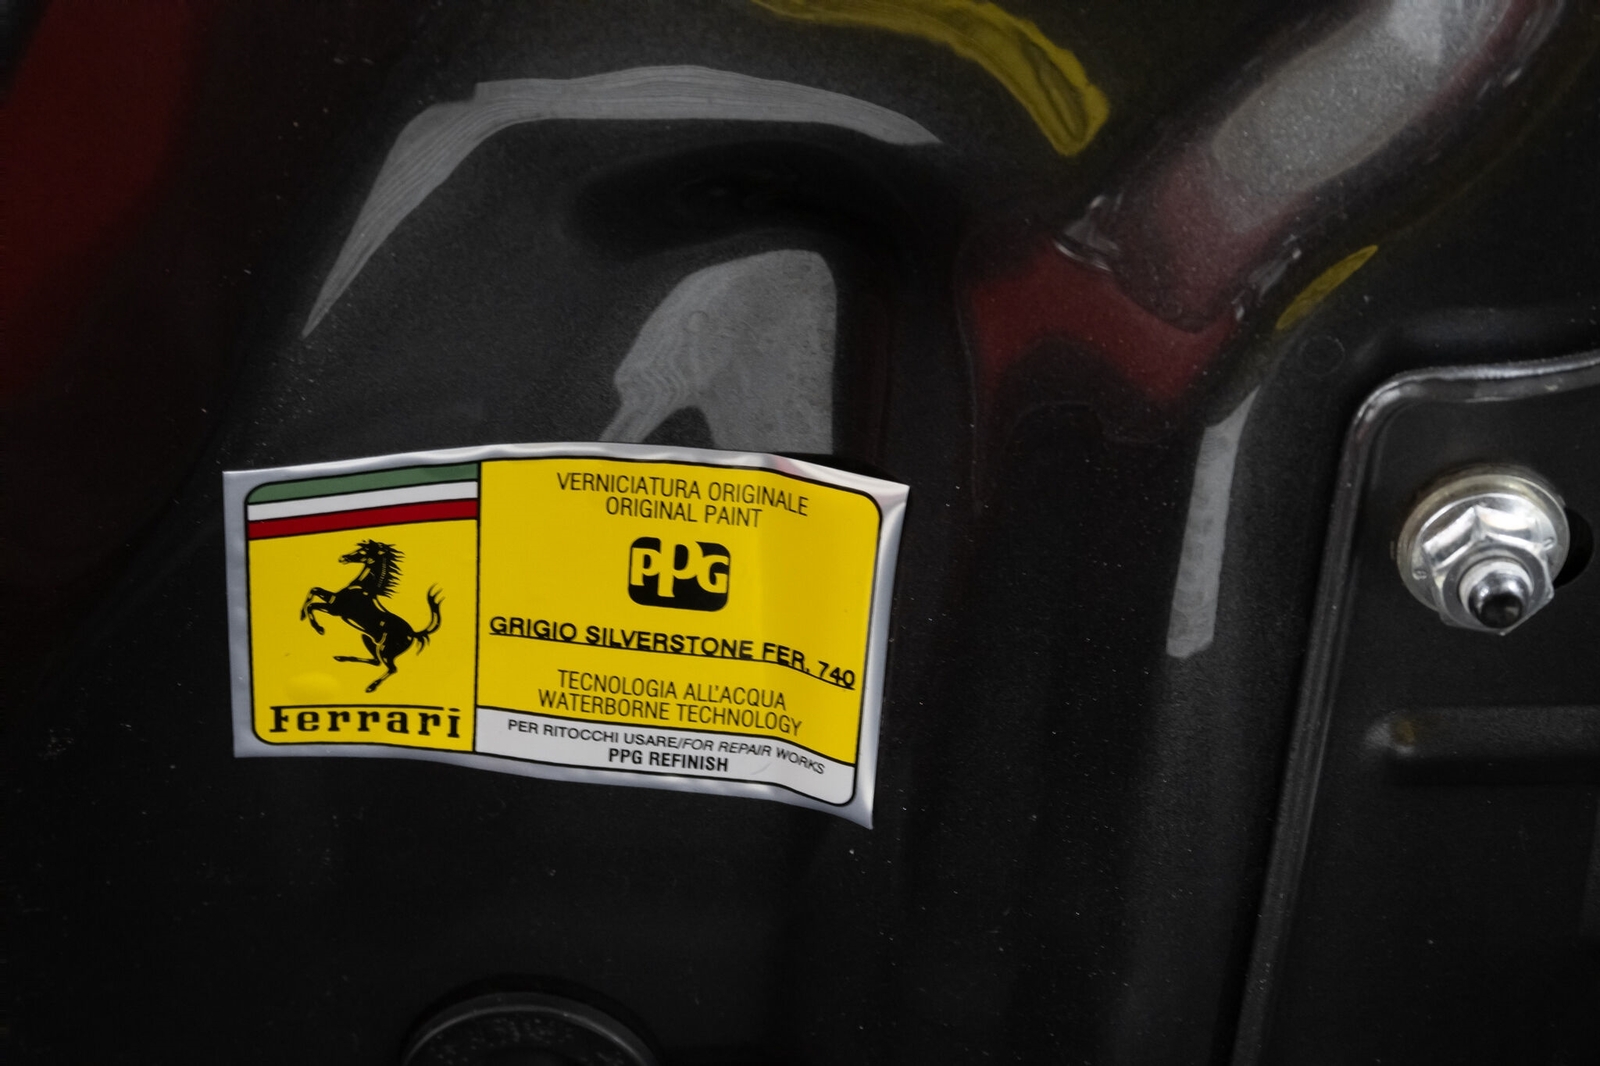 Ferrari
VERNICIATURA ORIGINALE
ORIGINAL PAINT
PPG
GRIGIO SILVERSTONE FER. 740
TECNOLOGIA ALL'ACQUA
WATERBORNE TECHNOLOGY
PER RITOCCHI USARE/FOR REPAIR WORKS
PPG REFINISH